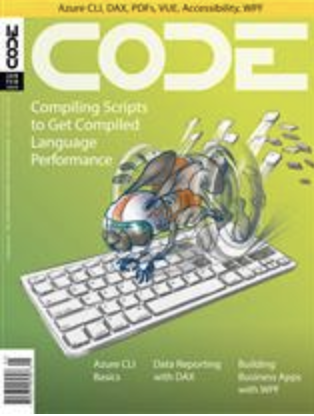 Azure CLI, DAX, PDFs, VUE, Accessibility, WPF
CODE
CODE
Compiling Scripts
to Get Compiled
Language
Performance
Azure CLI
Basics
Data Reporting
with DAX
Building
Business Apps
with WPF